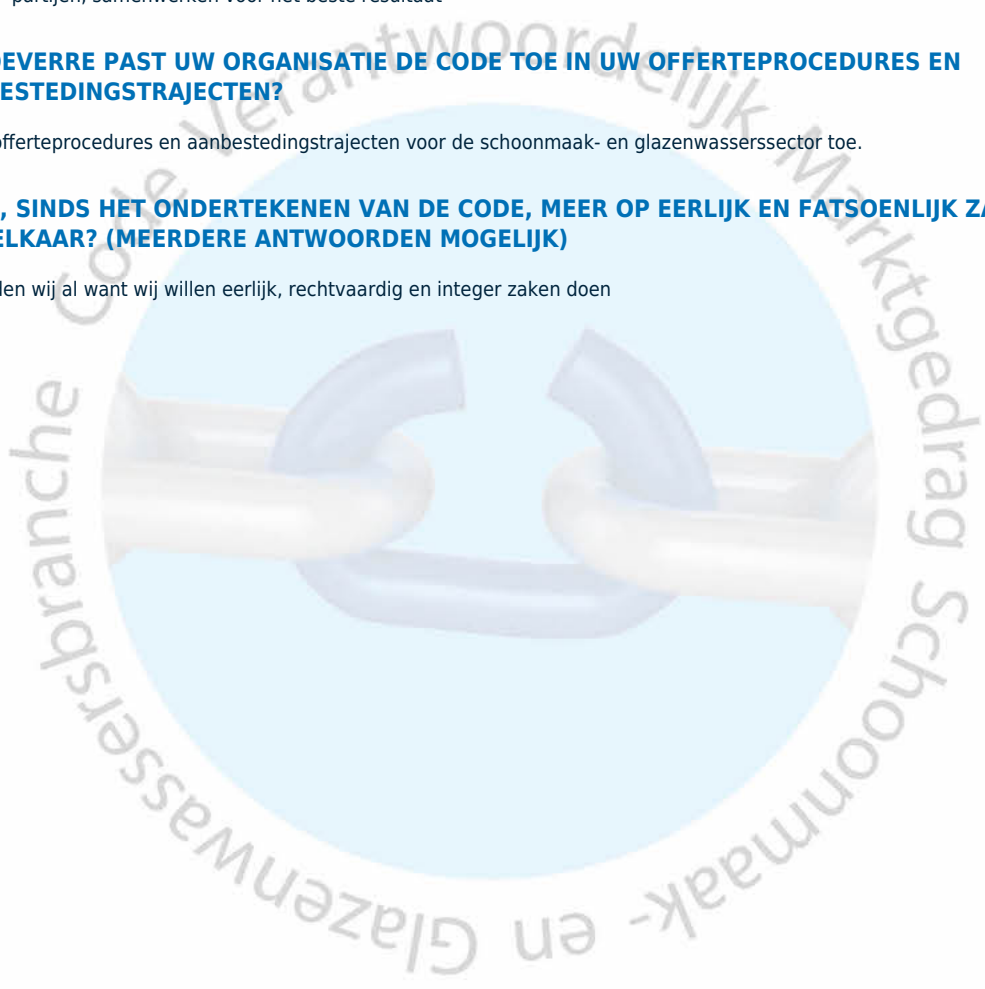 partijen, samenwerken voor het beste resultaat
OEVERRE PAST UW ORGANISATIE DE CODE TOE IN UW OFFERTEPROCEDURES EN
ESTEDINGSTRAJECTEN?
offerteprocedures en aanbestedingstrajecten voor de schoonmaak- en glazenwasserssector toe.
, SINDS HET ONDERTEKENEN VAN DE CODE, MEER OP EERLIJK EN FATSOENLIJK ZA
ELKAAR? (MEERDERE ANTWOORDEN MOGELIJK)
den wij al want wij willen eerlijk, rechtvaardig en integer zaken doen
Code Verantwoordelijk Marktgedrag Schoonmaak- en Glazenwassersbranche